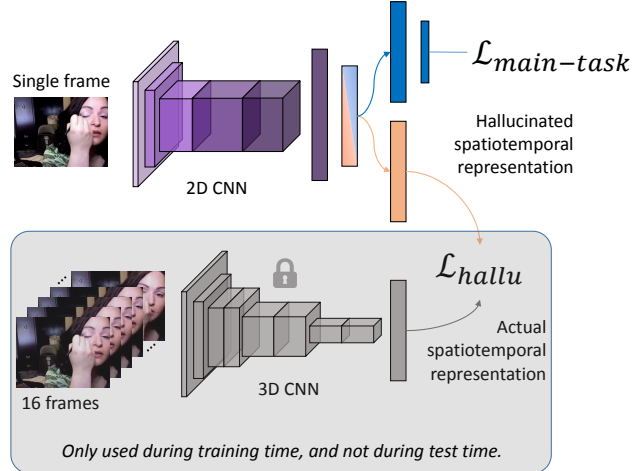 Single frame
2D CNN
ℒmain−task
Hallucinated
spatiotemporal
representation
ℒhallu
16 frames
3D CNN
Actual
spatiotemporal
representation
Only used during training time, and not during test time.